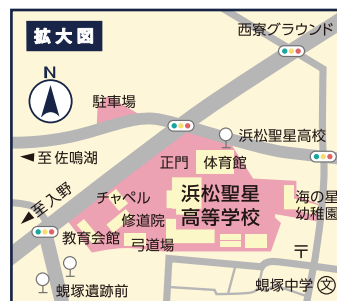 拡大図
西寮グラウンド
N
駐車場
浜松聖星高校
至佐鳴湖
正門
体育館
至入野
チャペル
浜松聖星
高等学校
海の星
幼稚園
修道院
教育会館
弓道場
〒
蜆塚中学
文
蜆塚遺跡前